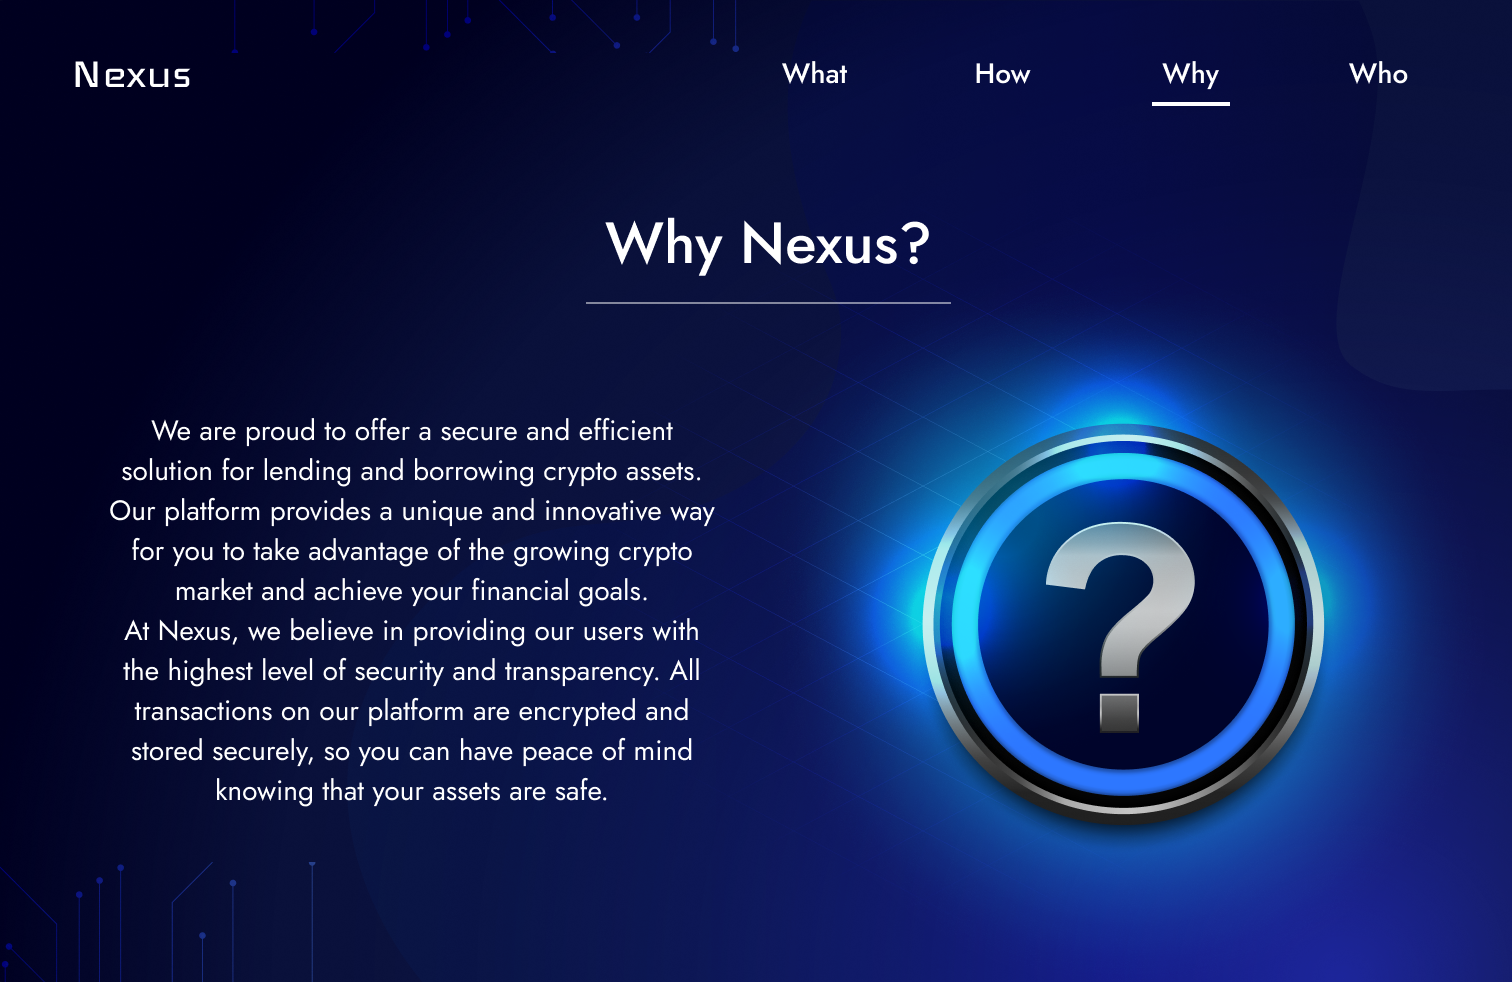 Nexus
What How Why Who
Why Nexus?
We are proud to offer a secure and efficient
solution for lending and borrowing crypto assets.
Our platform provides a unique and innovative way
for you to take advantage of the growing crypto
market and achieve your financial goals.
At Nexus, we believe in providing our users with
the highest level of security and transparency. All
transactions on our platform are encrypted and
stored securely, so you can have peace of mind
knowing that your assets are safe.
?